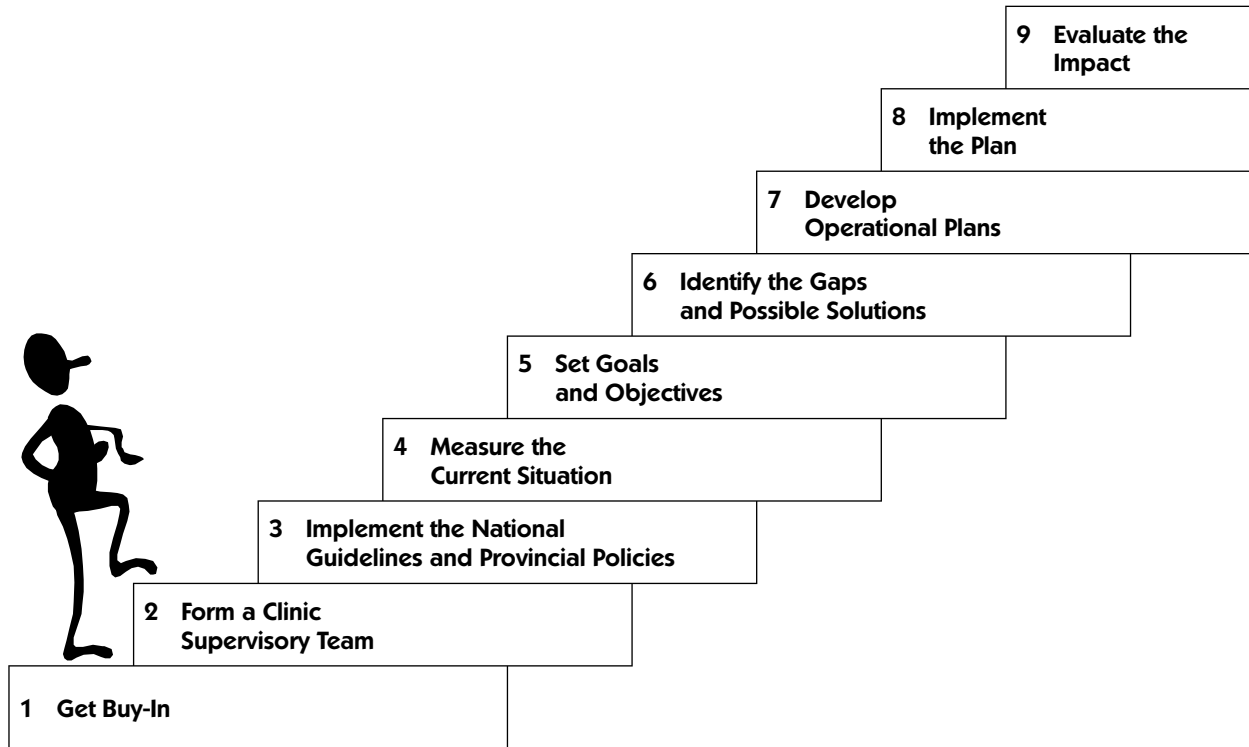 9 Evaluate the
Impact
8 Implement
the Plan
7 Develop
Operational Plans
6 Identify the Gaps
and Possible Solutions
5 Set Goals
and Objectives
4 Measure the
Current Situation
3 Implement the National
Guidelines and Provincial Policies
2 Form a Clinic
Supervisory Team
1 Get Buy-In